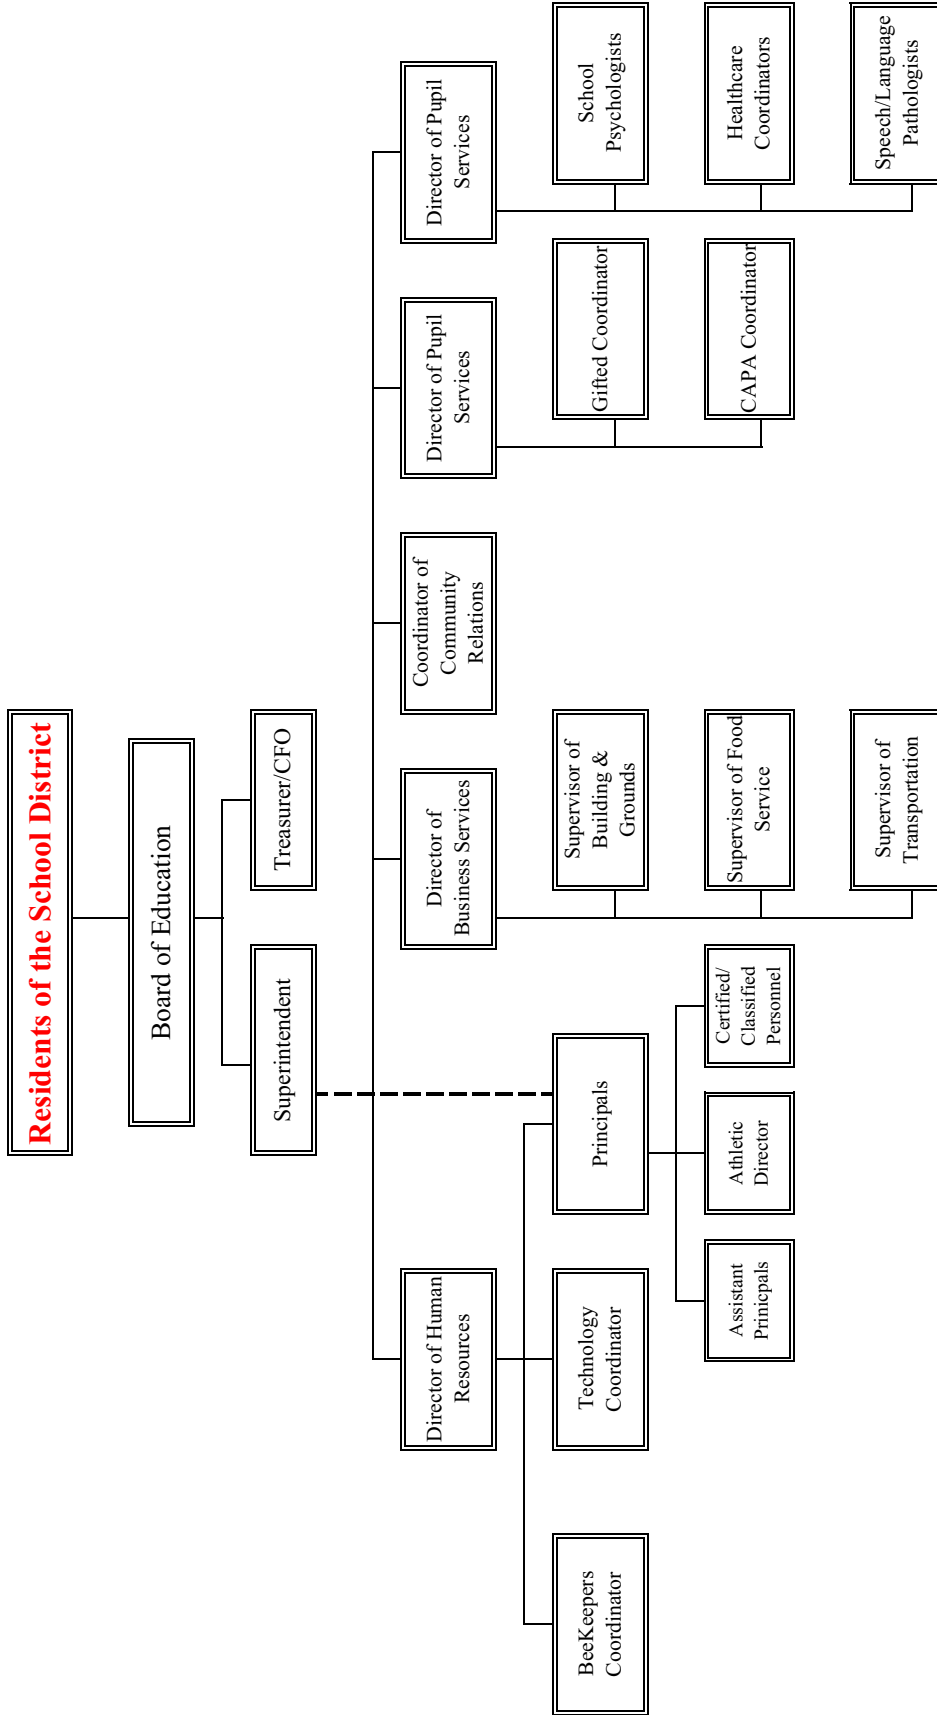 Residents of the School District
Board of Education
Superintendent
Treasurer/CFO
Director of Human
Resources
Director of
Business Services
Coordinator of
Community
Relations
Director of Pupil
Services
Director of Pupil
Services
BeeKeepers
Coordinator
Technology
Coordinator
Principals
Supervisor of
Building &
Grounds
Gifted Coordinator
School
Psychologists
Assistant
Prinicpals
Athletic
Director
Certified/
Classified
Personnel
Supervisor of Food
Service
CAPA Coordinator
Healthcare
Coordinators
Supervisor of
Transportation
Speech/Language
Pathologists